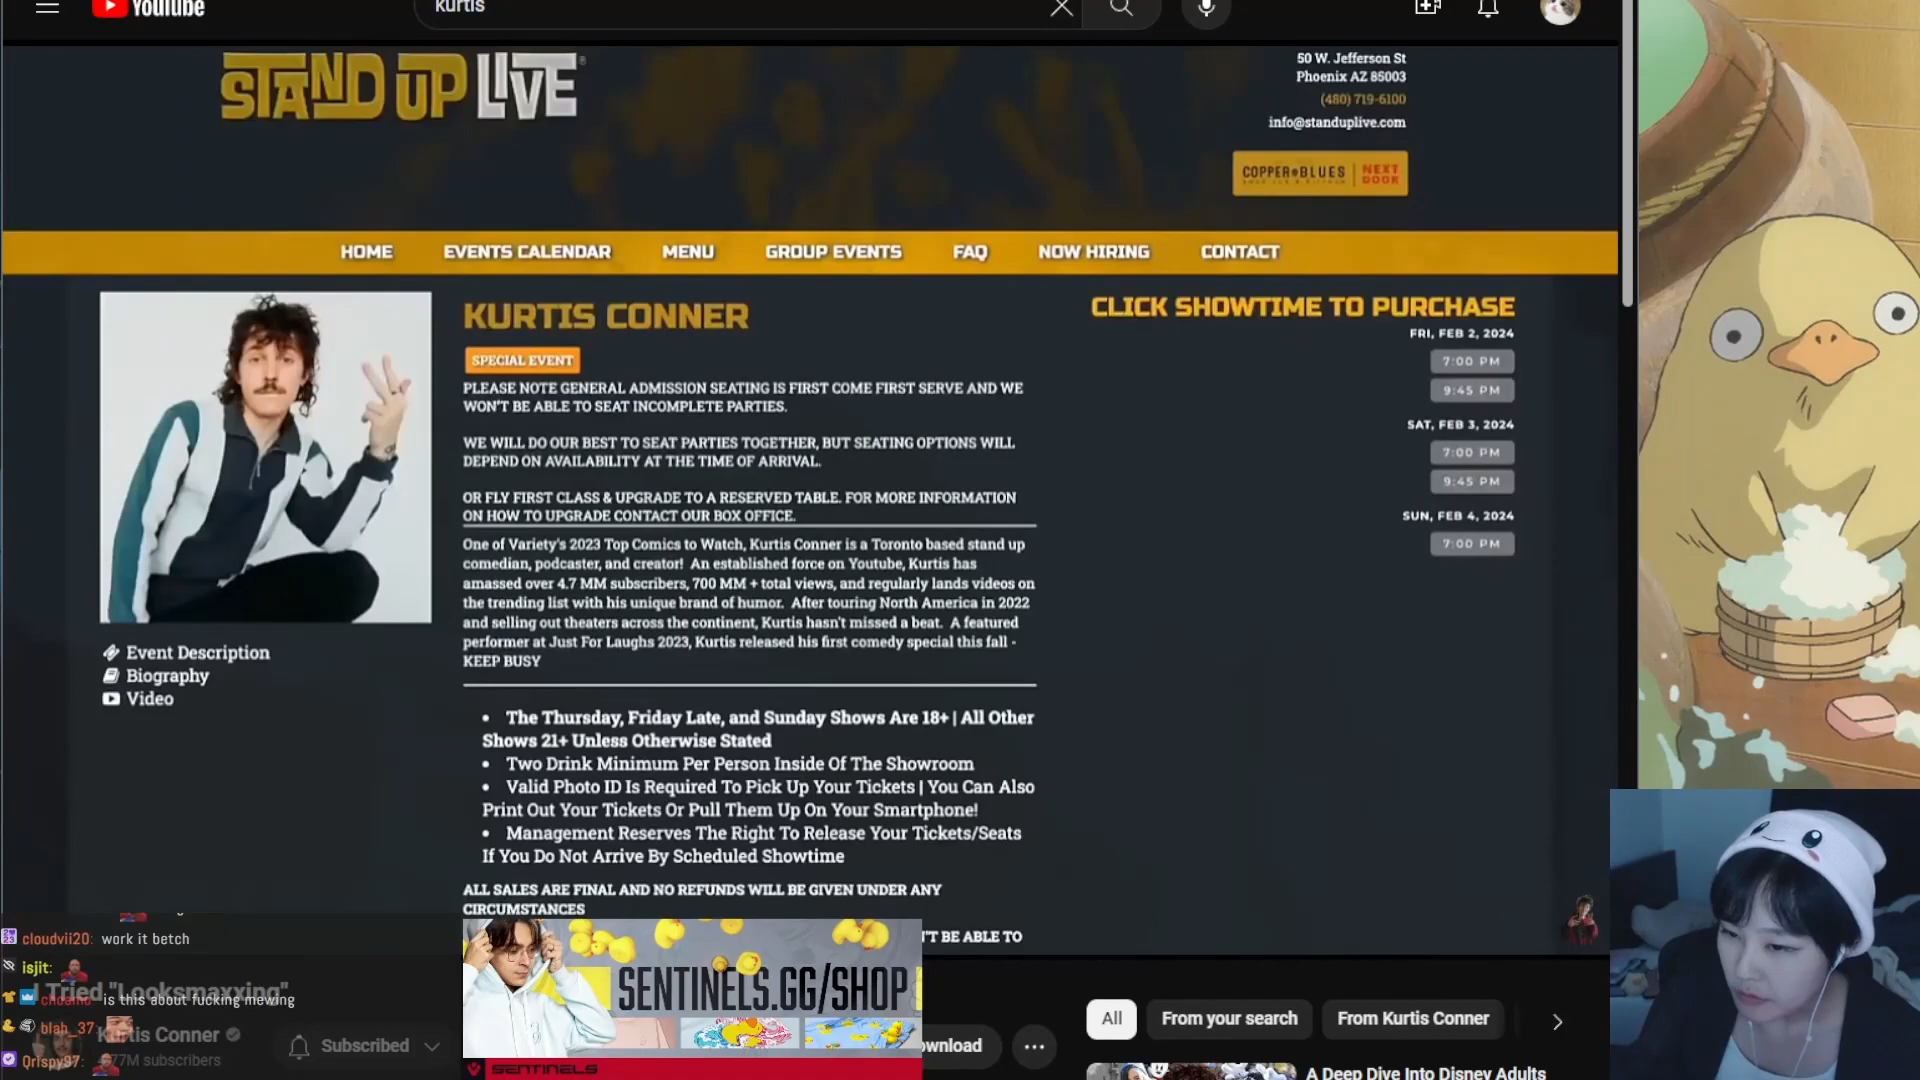 YouTube
kurtis
STAND UP LIVE
50 W. Jefferson St
Phoenix AZ 85003
(480) 719-6100
info@standuplive.com
COPPER BLUES
NEXT DOOR
HOME EVENTS CALENDAR MENU GROUP EVENTS FAQ NOW HIRING CONTACT
KURTIS CONNER
SPECIAL EVENT
PLEASE NOTE GENERAL ADMISSION SEATING IS FIRST COME FIRST SERVE AND WE
WON'T BE ABLE TO SEAT INCOMPLETE PARTIES.
WE WILL DO OUR BEST TO SEAT PARTIES TOGETHER, BUT SEATING OPTIONS WILL
DEPEND ON AVAILABILITY AT THE TIME OF ARRIVAL.
OR FLY FIRST CLASS & UPGRADE TO A RESERVED TABLE. FOR MORE INFORMATION
ON HOW TO UPGRADE CONTACT OUR BOX OFFICE.
One of Variety's 2023 Top Comics to Watch, Kurtis Conner is a Toronto based stand up
comedian, podcaster, and creator! An established force on Youtube, Kurtis has
amassed over 4.7 MM subscribers, 700 MM + total views, and regularly lands videos on
the trending list with his unique brand of humor. After touring North America in 2022
and selling out theaters across the continent, Kurtis hasn't missed a beat. A featured
performer at Just For Laughs 2023, Kurtis released his first comedy special this fall -
KEEP BUSY
• The Thursday, Friday Late, and Sunday Shows Are 18+ | All Other
Shows 21+ Unless Otherwise Stated
• Two Drink Minimum Per Person Inside Of The Showroom
• Valid Photo ID Is Required To Pick Up Your Tickets | You Can Also
Print Out Your Tickets Or Pull Them Up On Your Smartphone!
• Management Reserves The Right To Release Your Tickets/Seats
If You Do Not Arrive By Scheduled Showtime
ALL SALES ARE FINAL AND NO REFUNDS WILL BE GIVEN UNDER ANY
CIRCUMSTANCES
'T BE ABLE TO
CLICK SHOWTIME TO PURCHASE
FRI, FEB 2, 2024
7:00 PM
9:45 PM
SAT, FEB 3, 2024
7:00 PM
9:45 PM
SUN, FEB 4, 2024
7:00 PM
Event Description
Biography
Video
cloudvii20: work it betch
isjit:
I Tried "Looksmaxxing"
is this about fucking mewing
blah_37
Kurtis Conner
Qrispy97:
77M subscribers
Subscribed
SENTINELS.GG/SHOP
SENTINELS
ownload
All
From your search
From Kurtis Conner
A Deep Dive Into Disney Adults